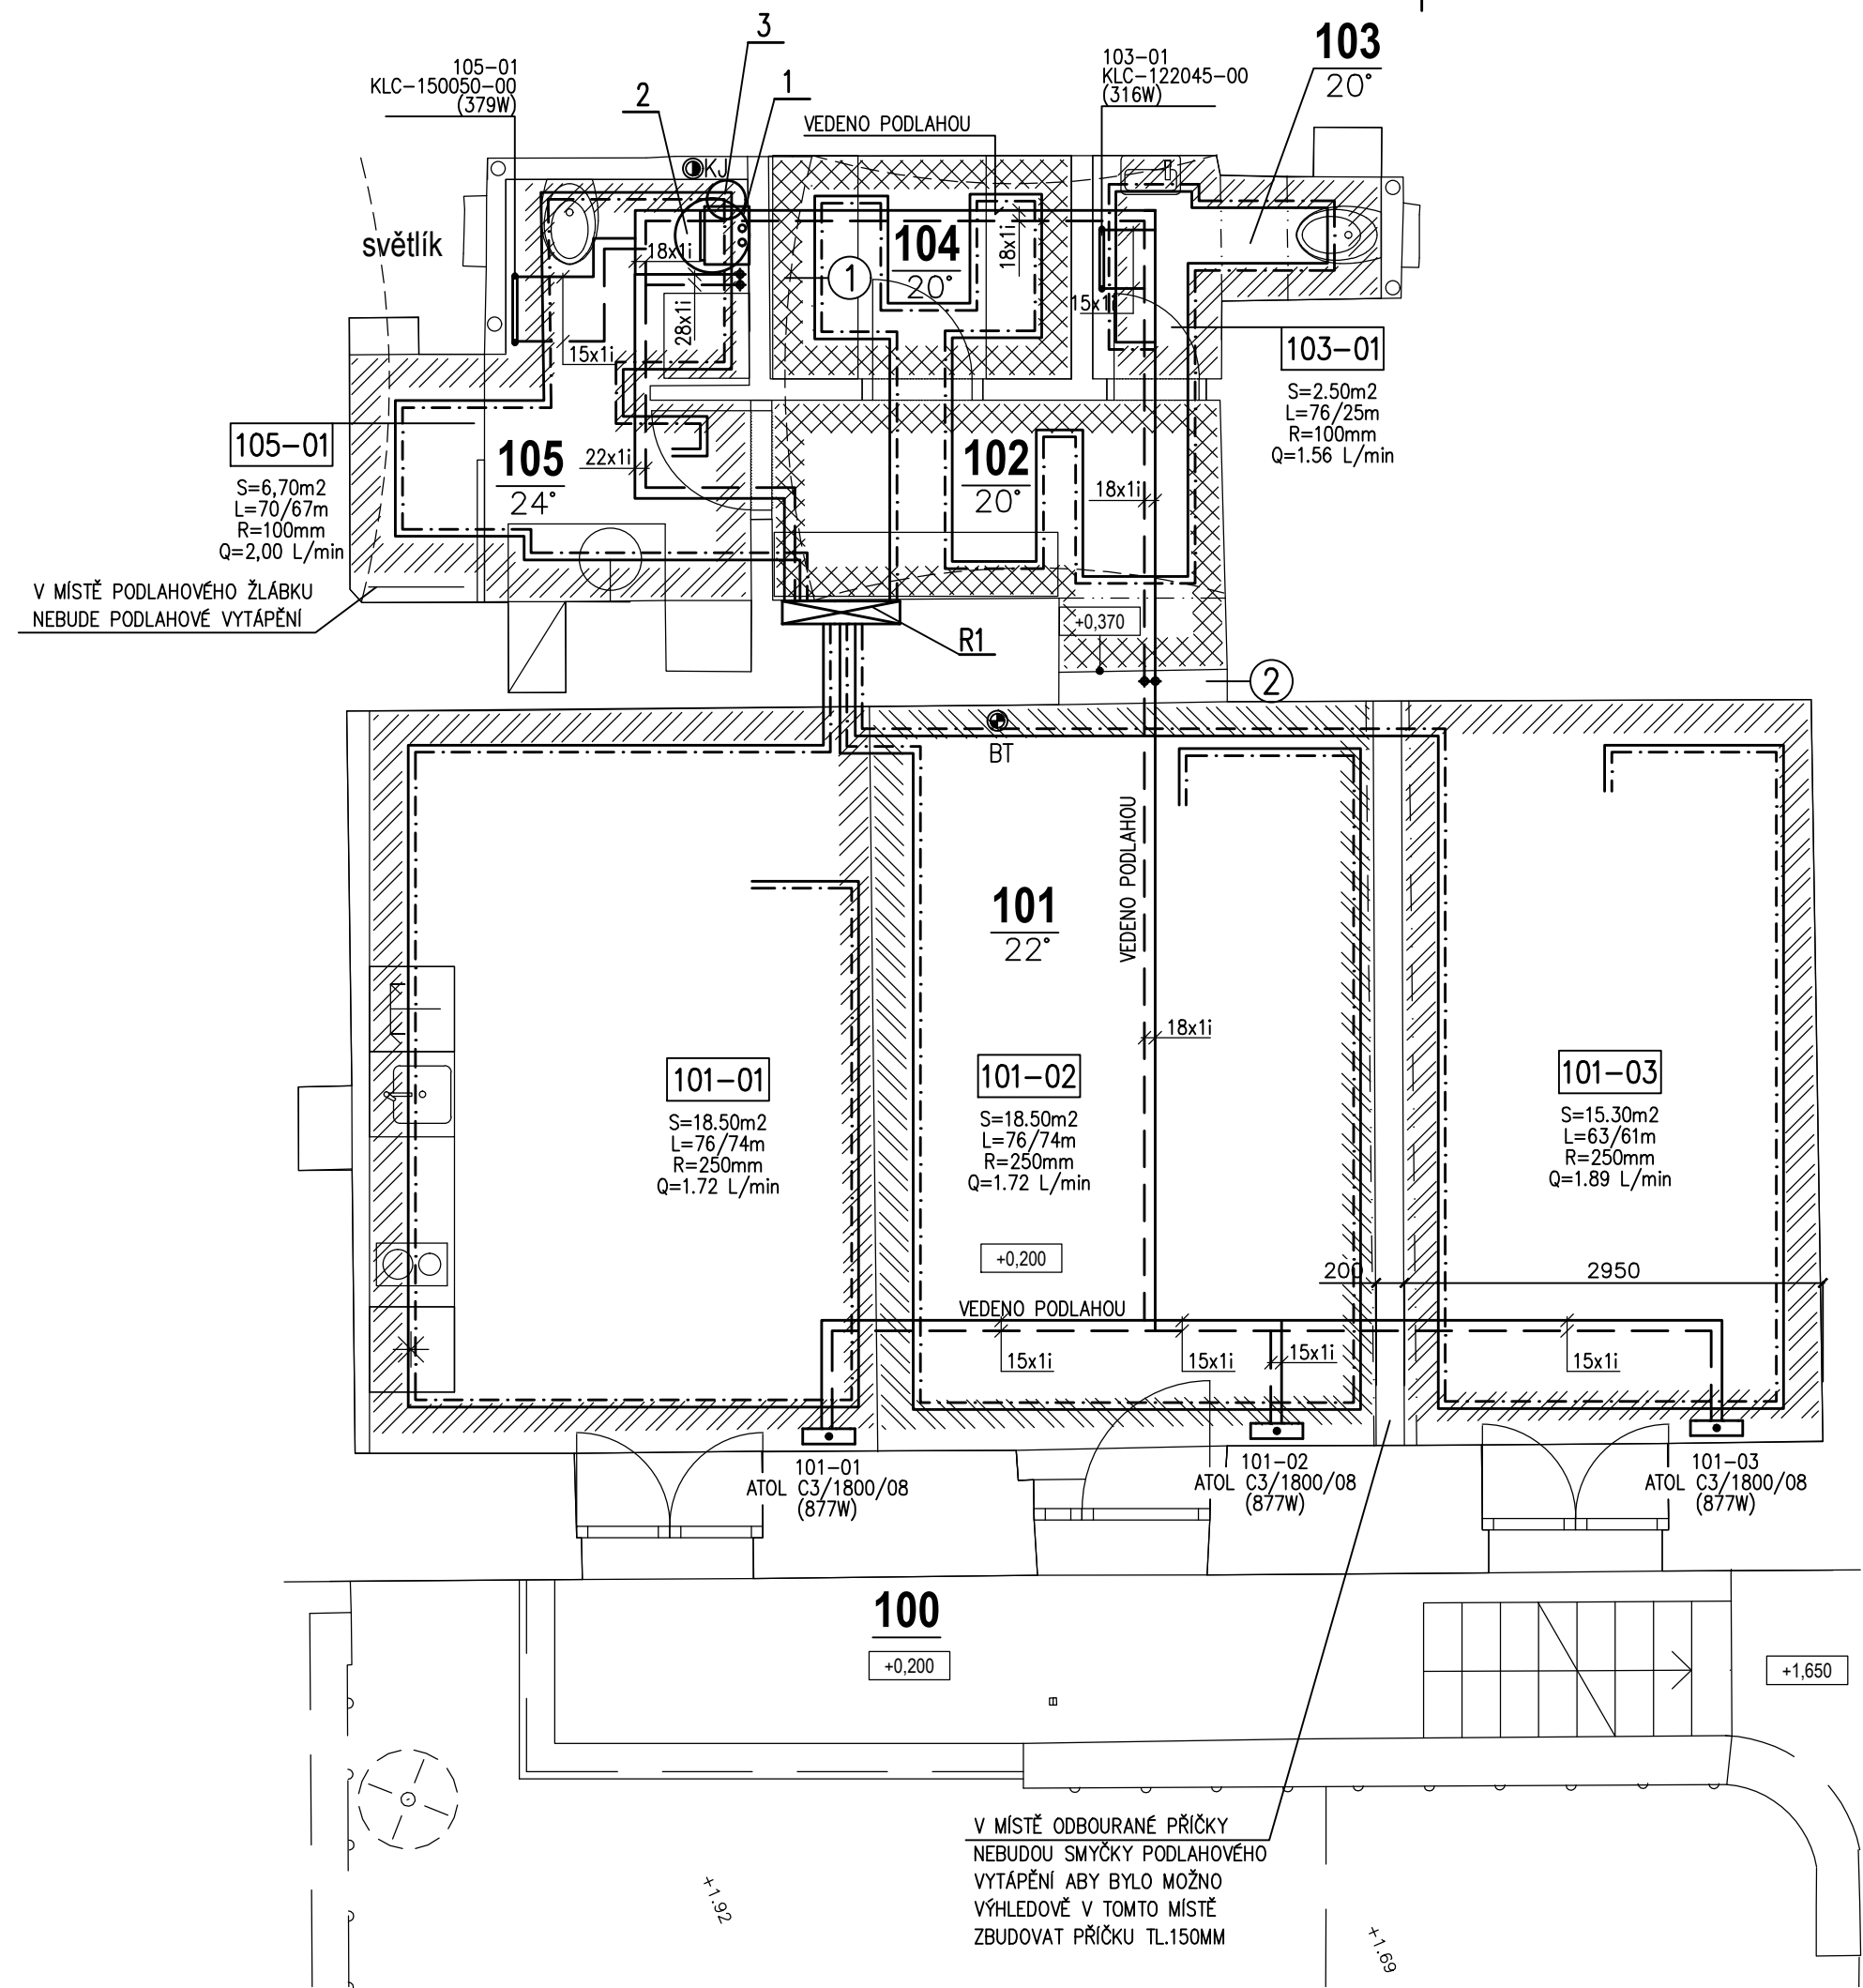 3
103
20°
105-01
KLC-150050-00
(379W)
2
1
103-01
KLC-122045-00
(316W)
VEDENO PODLAHOU
KJ
světlík
18x1i
104
20°
18x1i
1
28x1i
15x1i
15x1i
103-01
S=2.50m2
L=76/25m
R=100mm
Q=1.56 L/min
105-01
S=6,70m2
L=70/67m
R=100mm
Q=2,00 L/min
105
24°
22x1i
102
20°
18x1i
V MÍSTĚ PODLAHOVÉHO ŽLÁBKU
NEBUDE PODLAHOVÉ VYTÁPĚNÍ
R1
+0,370
2
BT
VEDENO PODLAHOU
101
22°
18x1i
101-01
S=18.50m2
L=76/74m
R=250mm
Q=1.72 L/min
101-02
S=18.50m2
L=76/74m
R=250mm
Q=1.72 L/min
101-03
S=15.30m2
L=63/61m
R=250mm
Q=1.89 L/min
+0,200
200
2950
VEDENO PODLAHOU
15x1i
15x1i
15x1i
15x1i
101-01
ATOL C3/1800/08
(877W)
101-02
ATOL C3/1800/08
(877W)
101-03
ATOL C3/1800/08
(877W)
100
+0,200
+1,650
V MÍSTĚ ODBOURANÉ PŘÍČKY
NEBUDOU SMYČKY PODLAHOVÉHO
VYTÁPĚNÍ ABY BYLO MOŽNO
VÝHLEDOVĚ V TOMTO MÍSTĚ
ZBUDOVAT PŘÍČKU TL.150MM
+1.92
+1.69